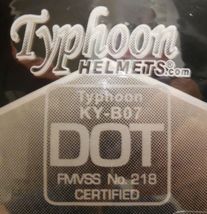 Typhoon
HELMETS®.com
Typhoon
KY-B07
DOT
FMVSS No. 218
CERTIFIED